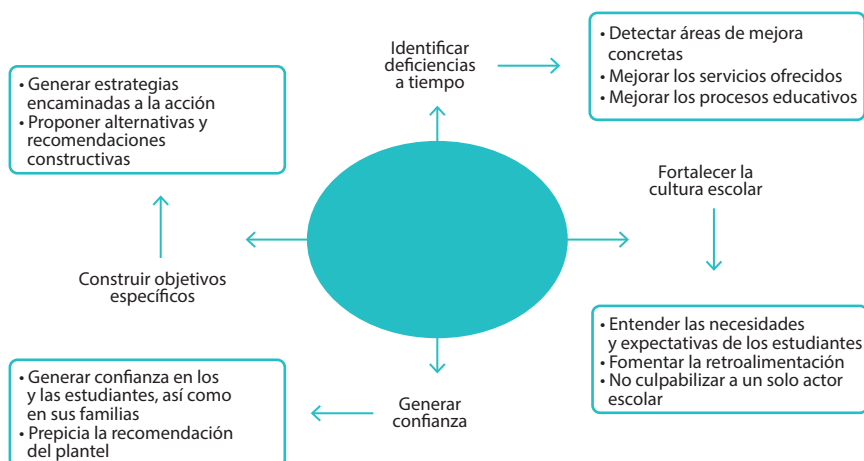 Identificar
deficiencias
a tiempo
• Detectar áreas de mejora
concretas
• Mejorar los servicios ofrecidos
• Mejorar los procesos educativos
• Generar estrategias
encaminadas a la acción
• Proponer alternativas y
recomendaciones
constructivas
Fortalecer la
cultura escolar
Construir objetivos
específicos
• Entender las necesidades
y expectativas de los estudiantes
• Fomentar la retroalimentación
• No culpabilizar a un solo actor
escolar
• Generar confianza en los
y las estudiantes, así como
en sus familias
• Prepicia la recomendación
del plantel
Generar
confianza